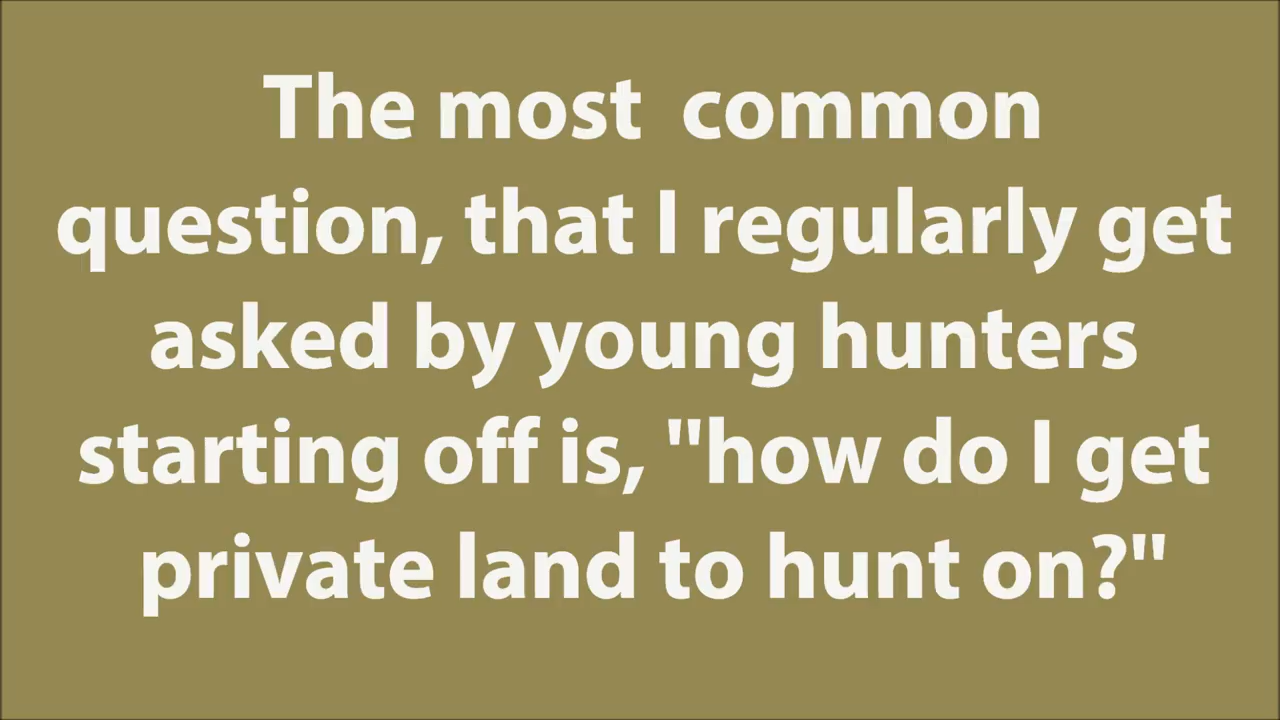 The most  common
question, that I regularly get
asked by young hunters
starting off is, "how do I get
private land to hunt on?"